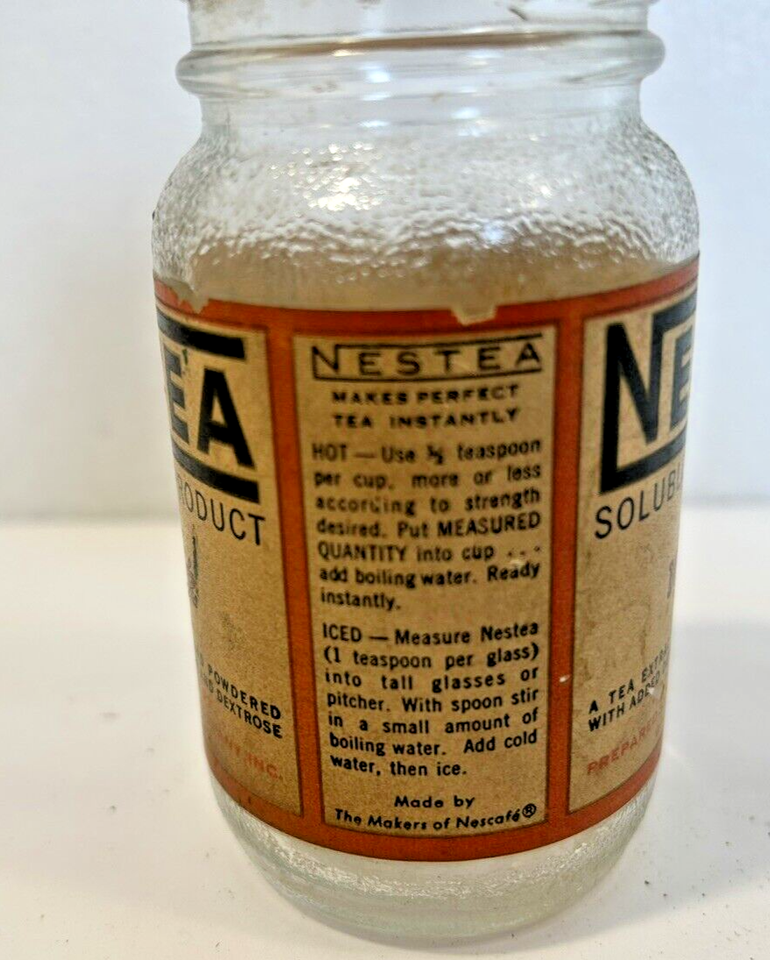 EA
PRODUCT
POWDERED
DEXTROSE
INC.
NESTEA
MAKES PERFECT
TEA INSTANTLY
HOT — Use ½ teaspoon
per cup, more or less
according to strength
desired. Put MEASURED
QUANTITY into cup ...
add boiling water. Ready
instantly.
ICED — Measure Nestea
(1 teaspoon per glass)
into tall glasses or
pitcher. With spoon stir
in a small amount of
boiling water. Add cold
water, then ice.
Made by
The Makers of Nescafé®
NE
SOLUB
A TEA EXTRA
WITH ADDED
PREPARE